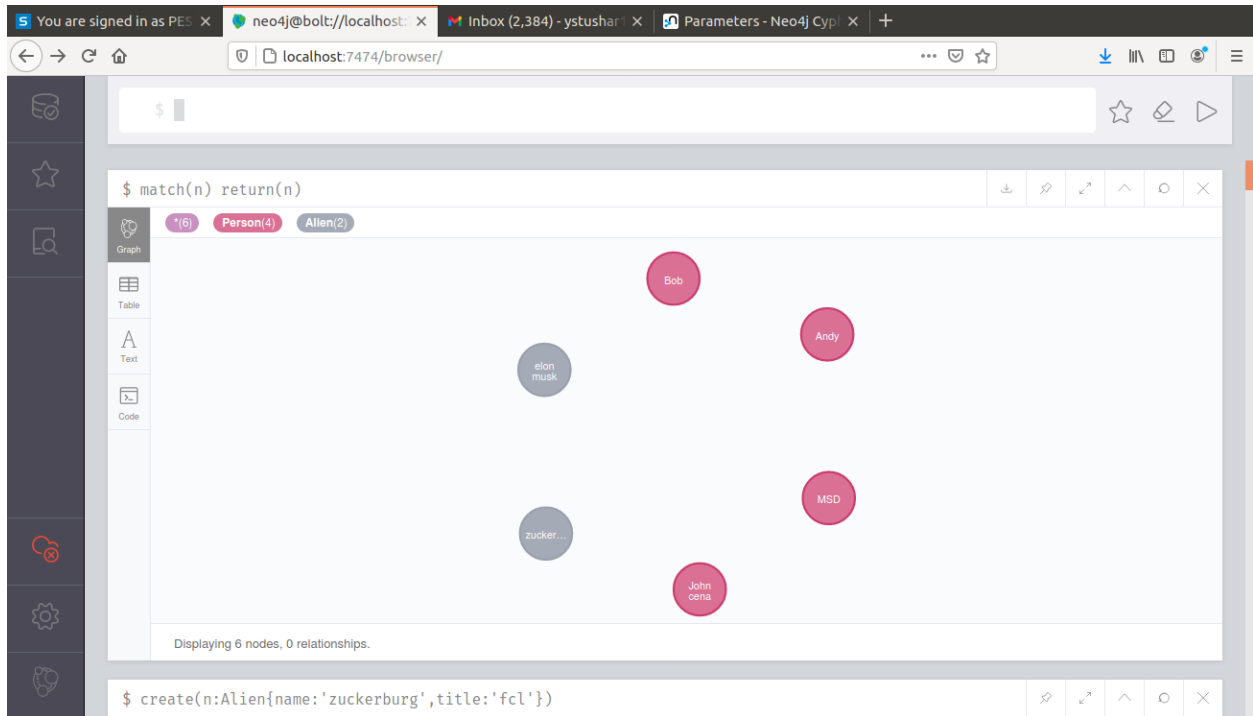 S You are signed in as PES
neo4j@bolt://localhost:
Inbox (2,384) - ystushar1
Parameters - Neo4j Cyp
localhost:7474/browser/
$
$ match(n) return(n)
*(6) Person(4) Alien(2)
Graph
Table
A
Text
Code
Bob
Andy
elon
musk
MSD
zucker...
John
cena
Displaying 6 nodes, 0 relationships.
$ create(n:Alien{name:'zuckerburg',title:'fcl'})